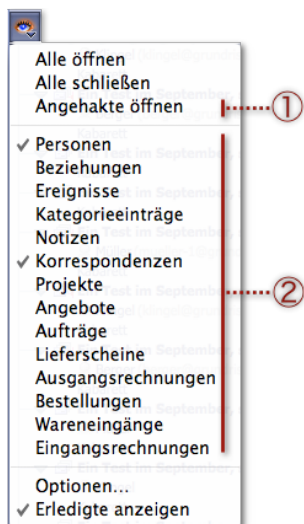 Alle öffnen
Alle schließen
Angehakte öffnen
①
✓ Personen
Beziehungen
Ereignisse
Kategorieeinträge
Notizen
✓ Korrespondenzen
Projekte
②
Angebote
Aufträge
Lieferscheine
Ausgangsrechnungen
Bestellungen
Wareneingänge
Eingangsrechnungen
Optionen...
✓ Erledigte anzeigen